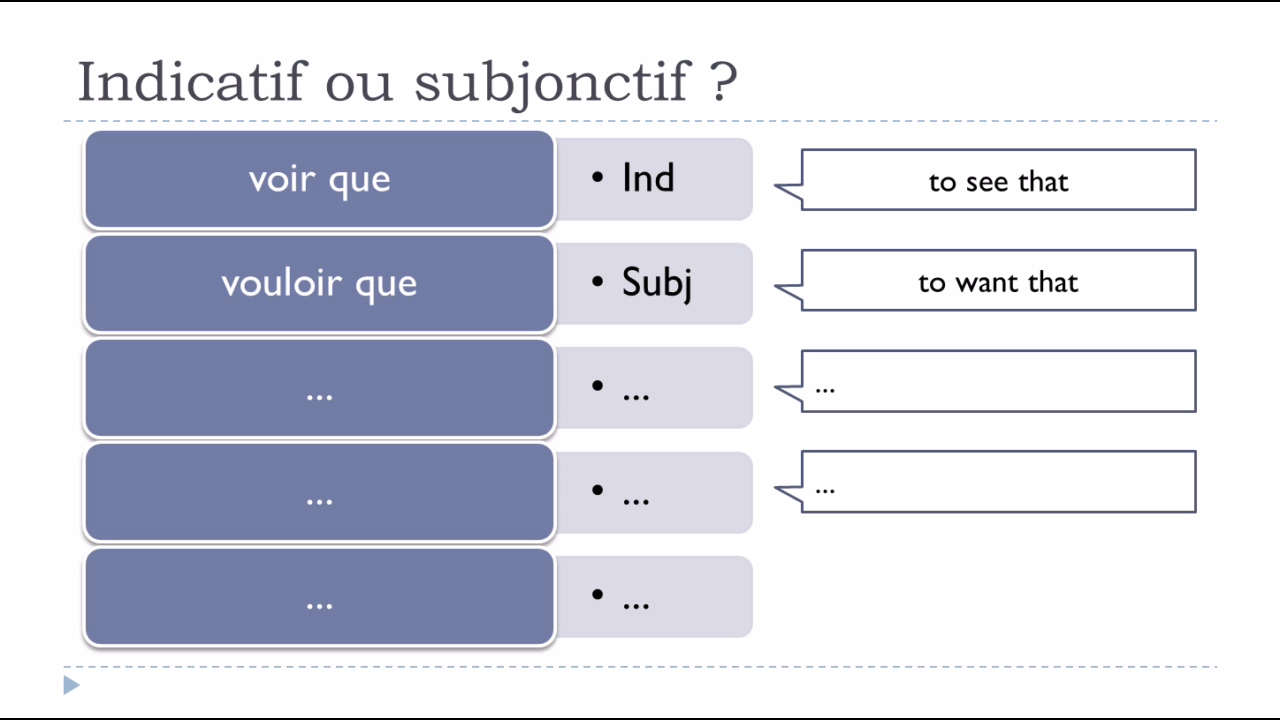 Indicatif ou subjonctif ?
voir que
• Ind
to see that
vouloir que
• Subj
to want that
...
• ...
...
...
• ...
...
...
• ...